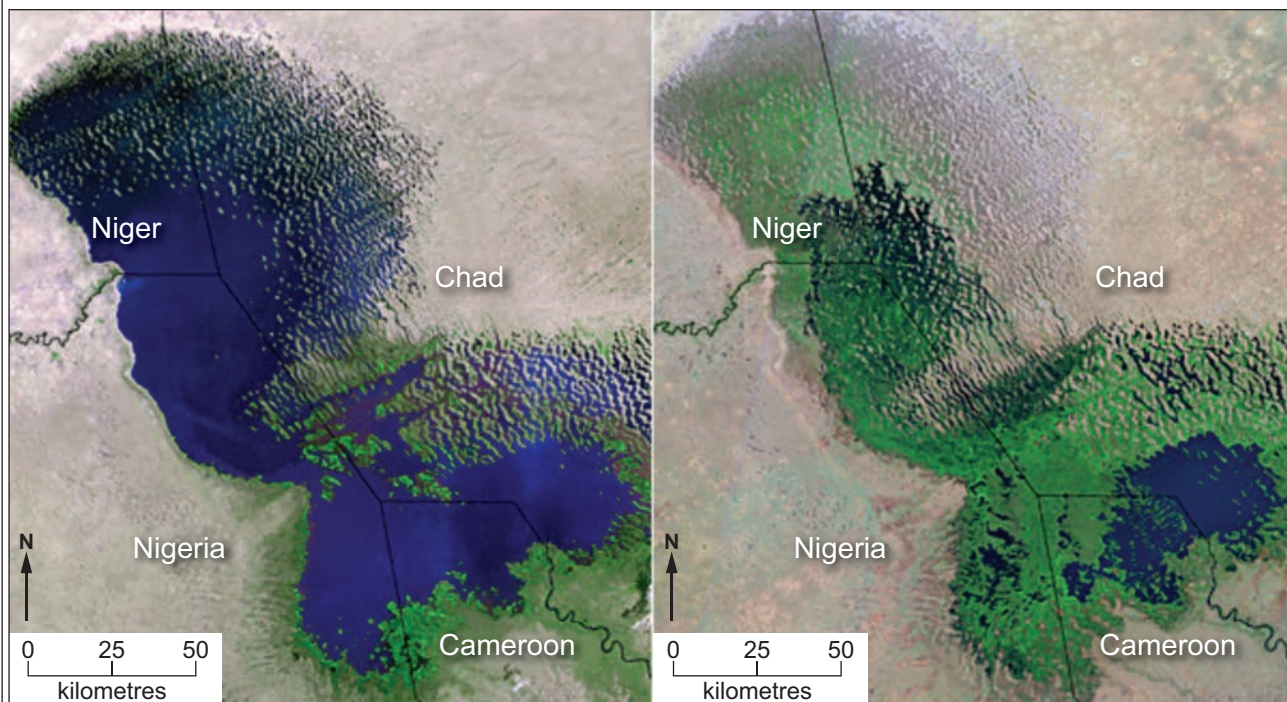 Niger
Chad
Nigeria
Cameroon
N
0 25 50
kilometres
Niger
Chad
Nigeria
Cameroon
N
0 25 50
kilometres